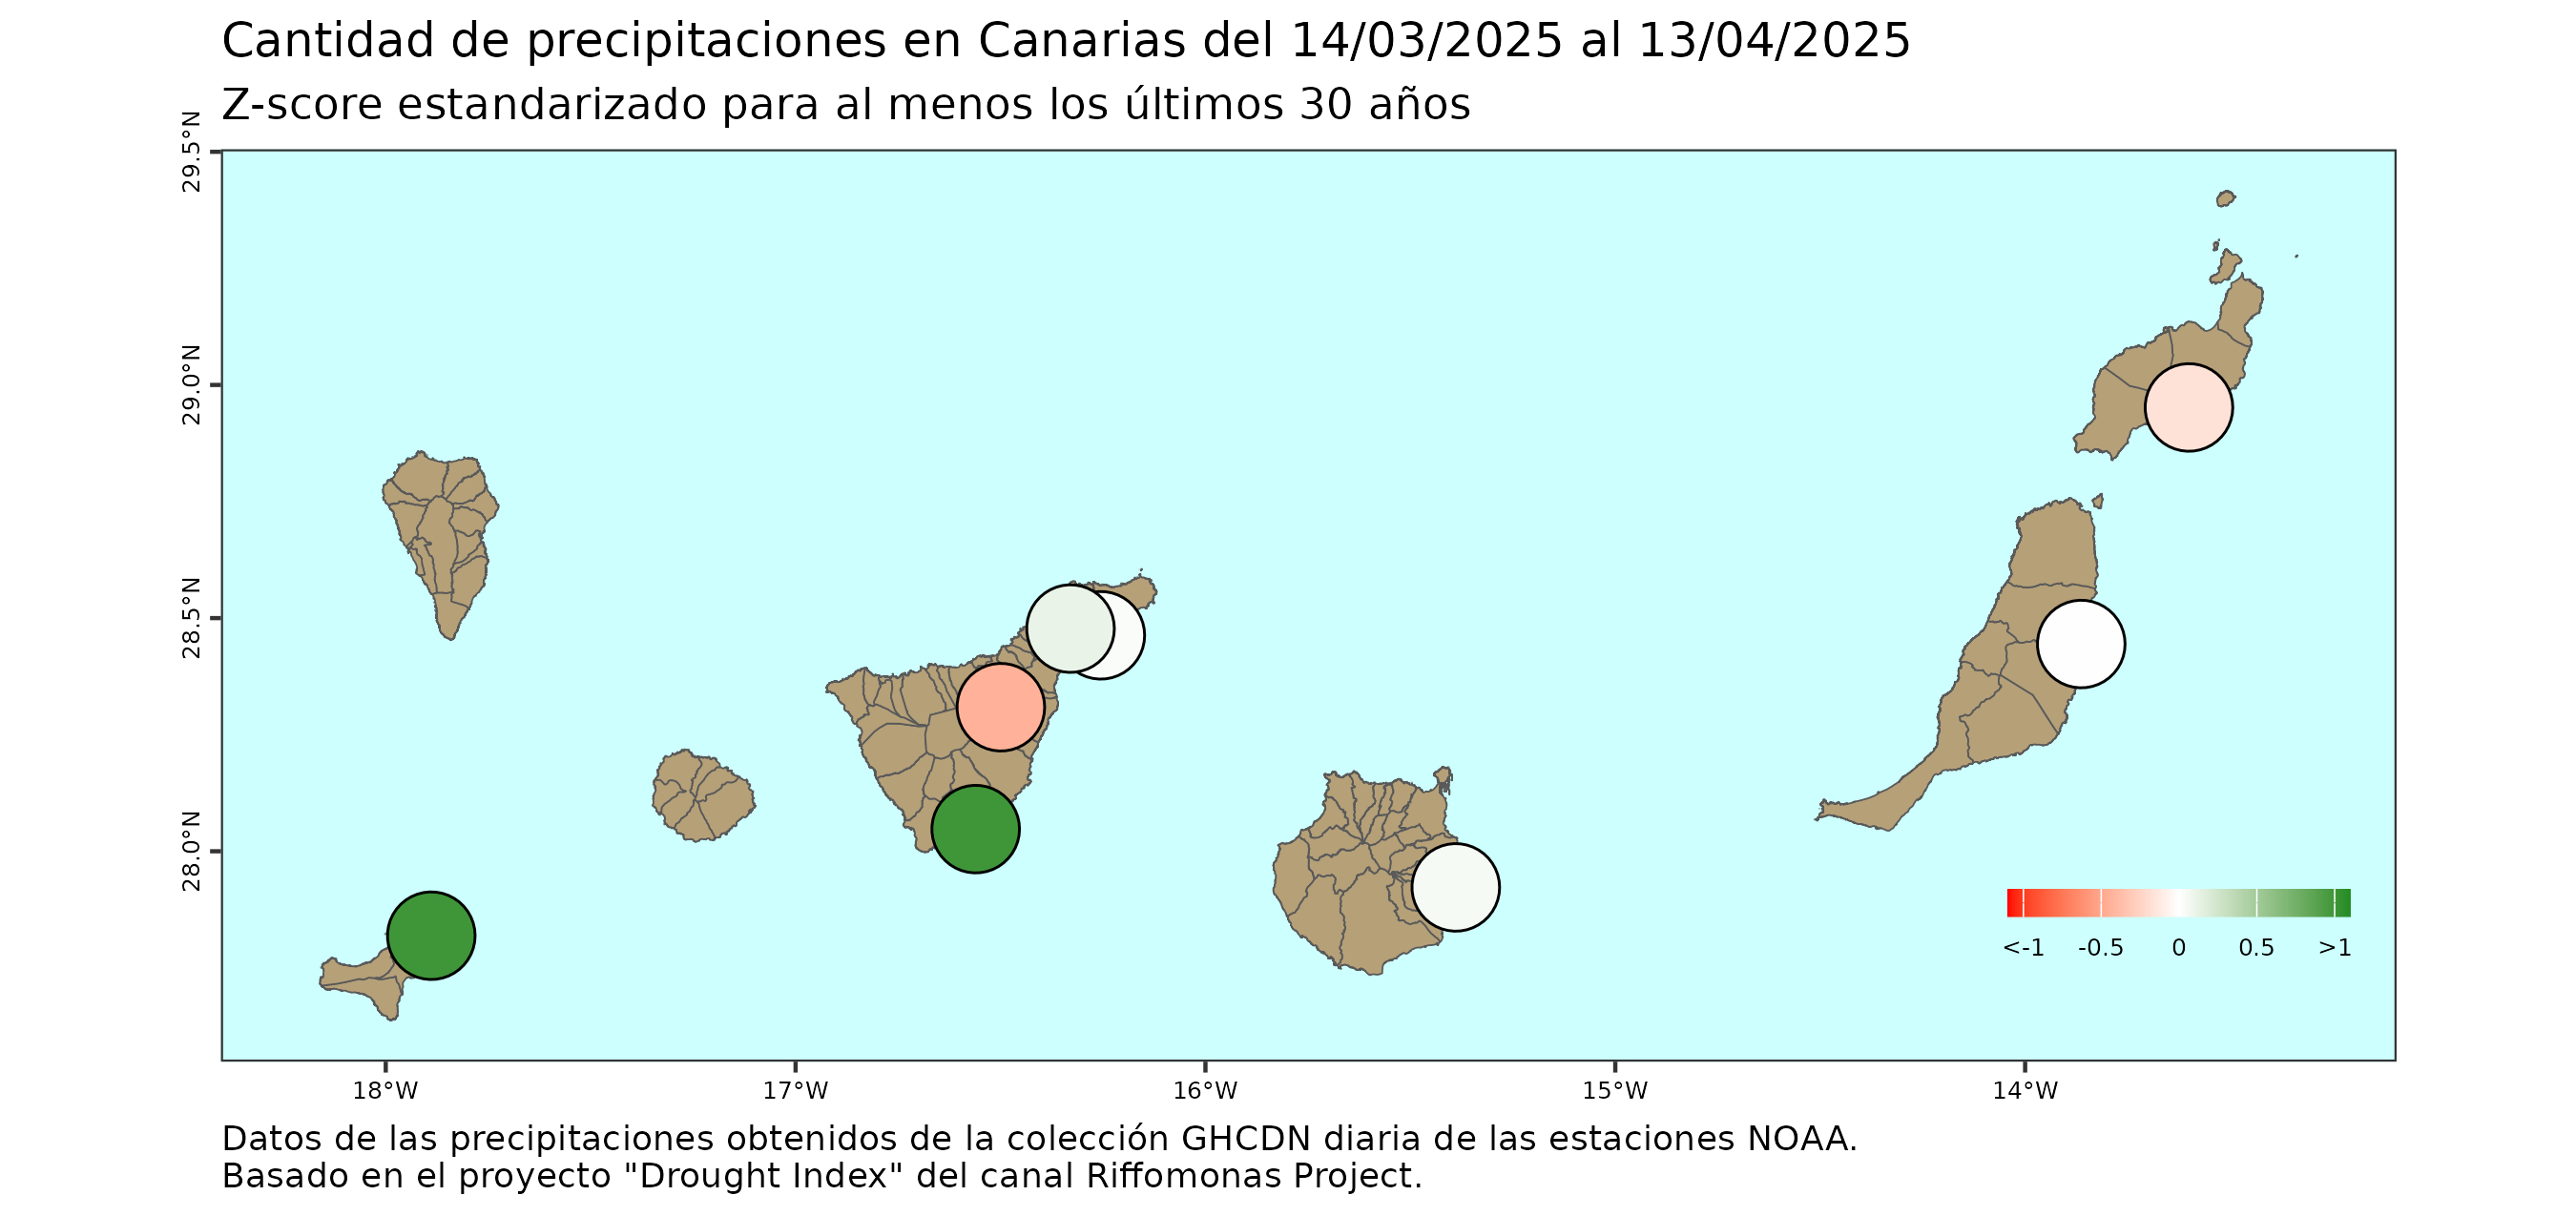 Cantidad de precipitaciones en Canarias del 14/03/2025 al 13/04/2025
Z-score estandarizado para al menos los últimos 30 años
29.5°N
29.0°N
28.5°N
28.0°N
<-1 -0.5 0 0.5 >1
18°W 17°W 16°W 15°W 14°W
Datos de las precipitaciones obtenidos de la colección GHCDN diaria de las estaciones NOAA.
Basado en el proyecto "Drought Index" del canal Riffomonas Project.